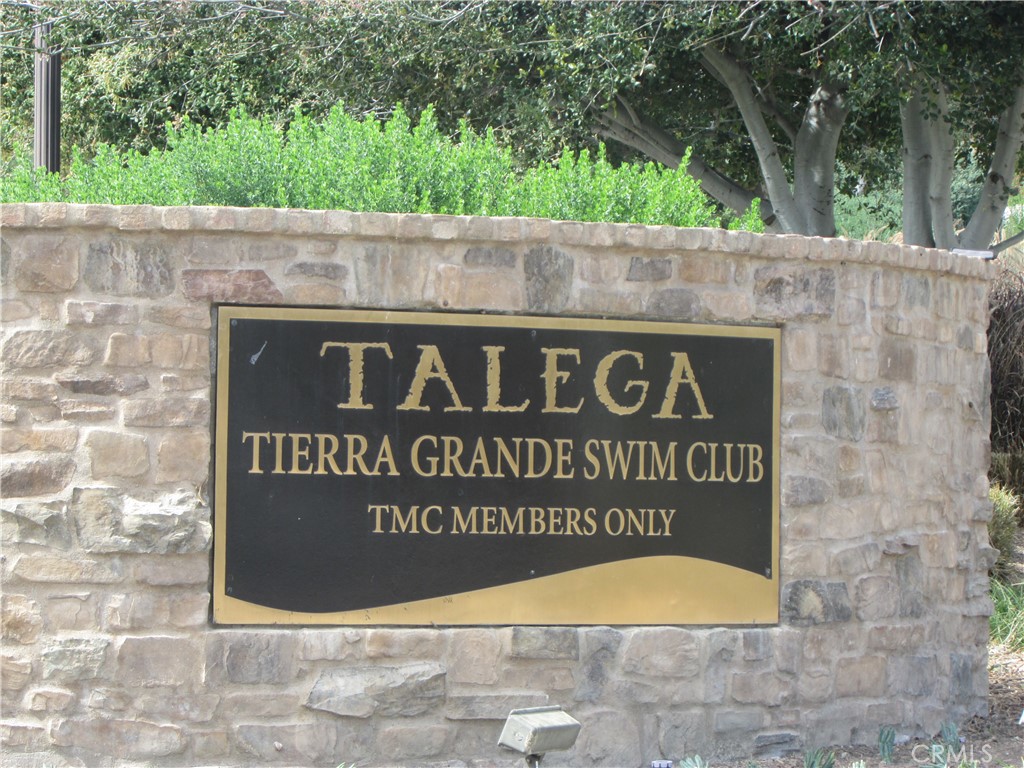 TALEGA
TIERRA GRANDE SWIM CLUB
TMC MEMBERS ONLY
CRMLS